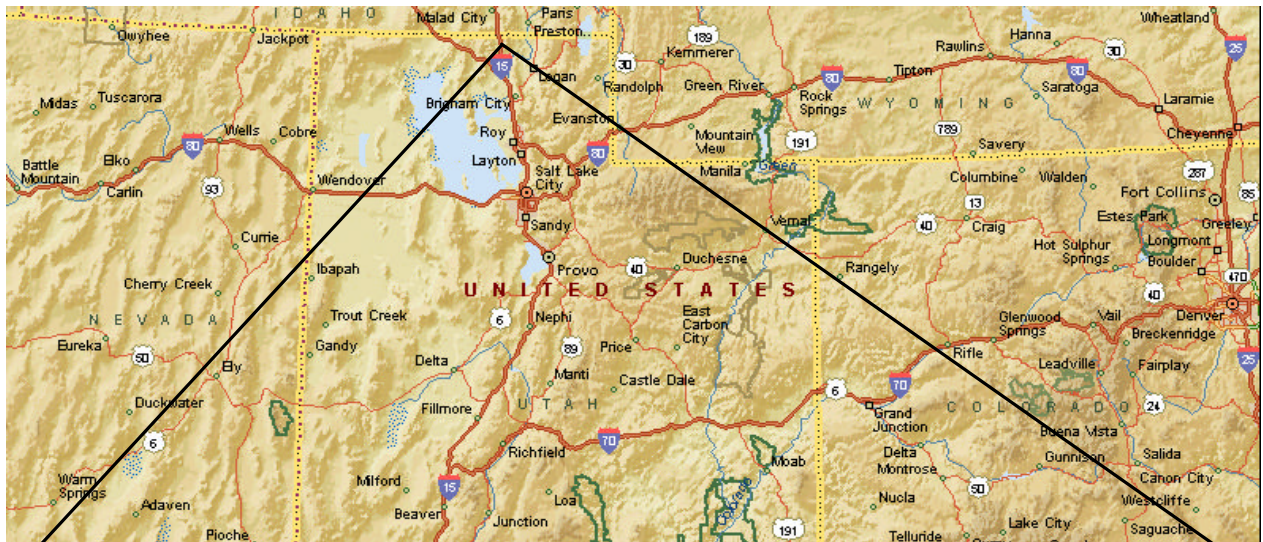 IDAHO
Malad City
Paris
Preston
Wheatland
Owyhee
Jackpot
189
Hanna
30
25
Kemmerer
Rawlins
15
Logan
30
Randolph
80
Tipton
80
Midas
Tuscarora
Brigham City
Green River
Rock
Springs
WYOMING
Saratoga
Laramie
Evanston
Wells
Cobre
Roy
Mountain
View
191
789
Cheyenne
80
Layton
80
Savery
Battle
Mountain
Elko
Carlin
93
Wendover
Salt Lake
City
Manila
Green
Columbine
Walden
287
Fort Collins
85
13
Estes Park
Greeley
Sandy
Vernal
40
Craig
Currie
Hot Sulphur
Springs
Longmont
Boulder
Ibapah
Provo
40
Duchesne
Rangely
470
Cherry Creek
UNITED STATES
40
NEVADA
Trout Creek
6
Nephi
East
Carbon
City
Glenwood
Springs
Vail
Denver
Eureka
50
Gandy
89
Price
Rifle
Breckenridge
Ely
Delta
Manti
Castle Dale
6
70
Leadville
Fairplay
25
Duckwater
Fillmore
UTAH
Grand
Junction
COLORADO
24
6
70
Buena Vista
Richfield
Delta
Moab
Salida
Warm
Springs
Milford
Montrose
Gunnison
Canon City
15
50
Adaven
Loa
Colorado
Nucla
Westcliffe
Pioche
Beaver
Junction
191
Telluride
Lake City
Saguache